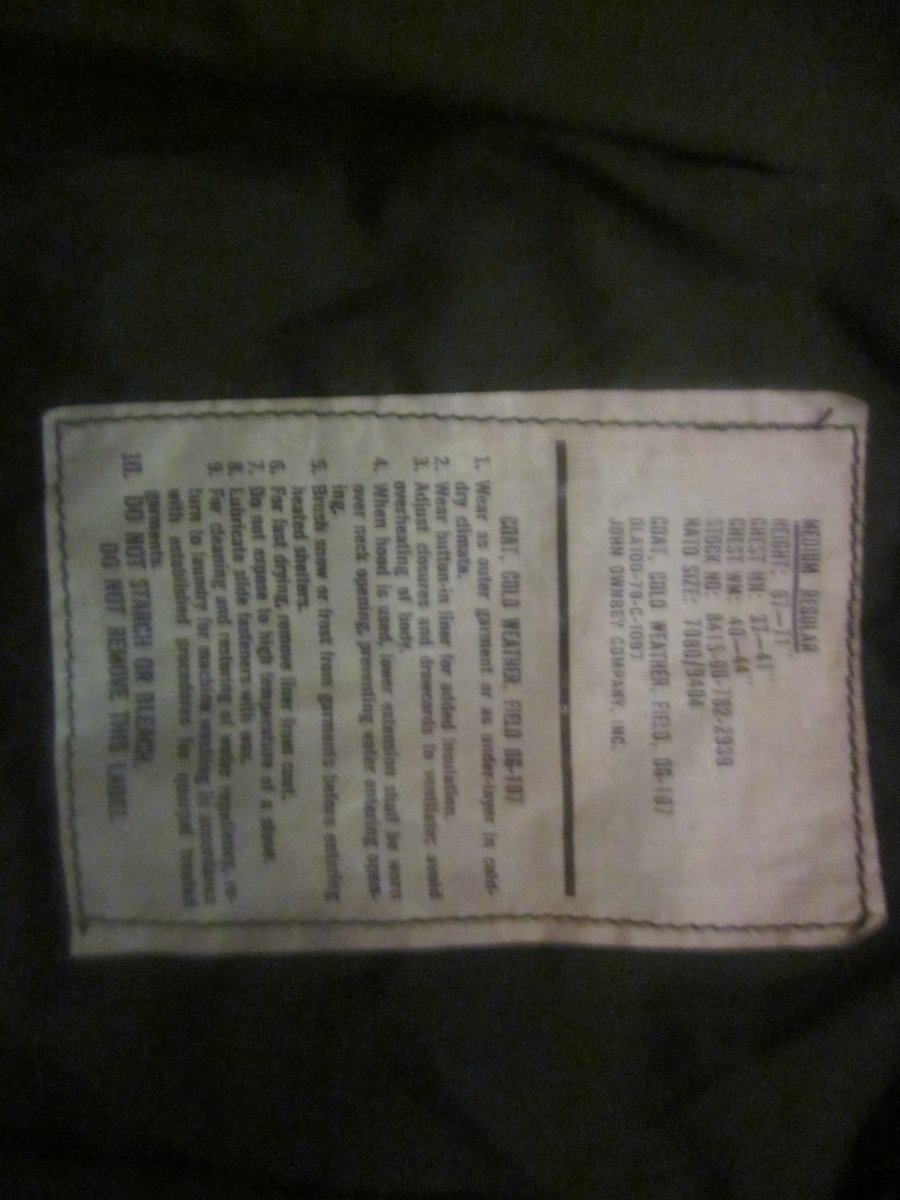 MEDIUM REGULAR
HEIGHT: 67—71"
CHEST IN: 37—41"
CHEST NM: 40—44"
STOCK NO: 8415-00-782-2939
NATO SIZE: 7080/9404
COAT, COLD WEATHER, FIELD, OG-107
DLA100-78-C-1097
JOHN OWNBEY COMPANY, INC.
COAT, COLD WEATHER, FIELD OG-107
1. Wear as outer garment or as under-layer in cold-
dry climate.
2. Wear button-in liner for added insulation.
3. Adjust closures and drawcords to ventilate; avoid
overheating of body.
4. When hood is used, lower extension shall be worn
over neck opening, preventing water entering open-
ing.
5. Brush snow or frost from garments before entering
heated shelters.
6. For fast drying, remove liner from coat.
7. Do not expose to high temperature of a stove.
8. Lubricate slide fasteners with wax.
9. For cleaning and restoring of water repellency, re-
turn to laundry for machine washing in accordance
with established procedures for quarpel treated
garments.
10. DO NOT STARCH OR BLEACH.
DO NOT REMOVE THIS LABEL